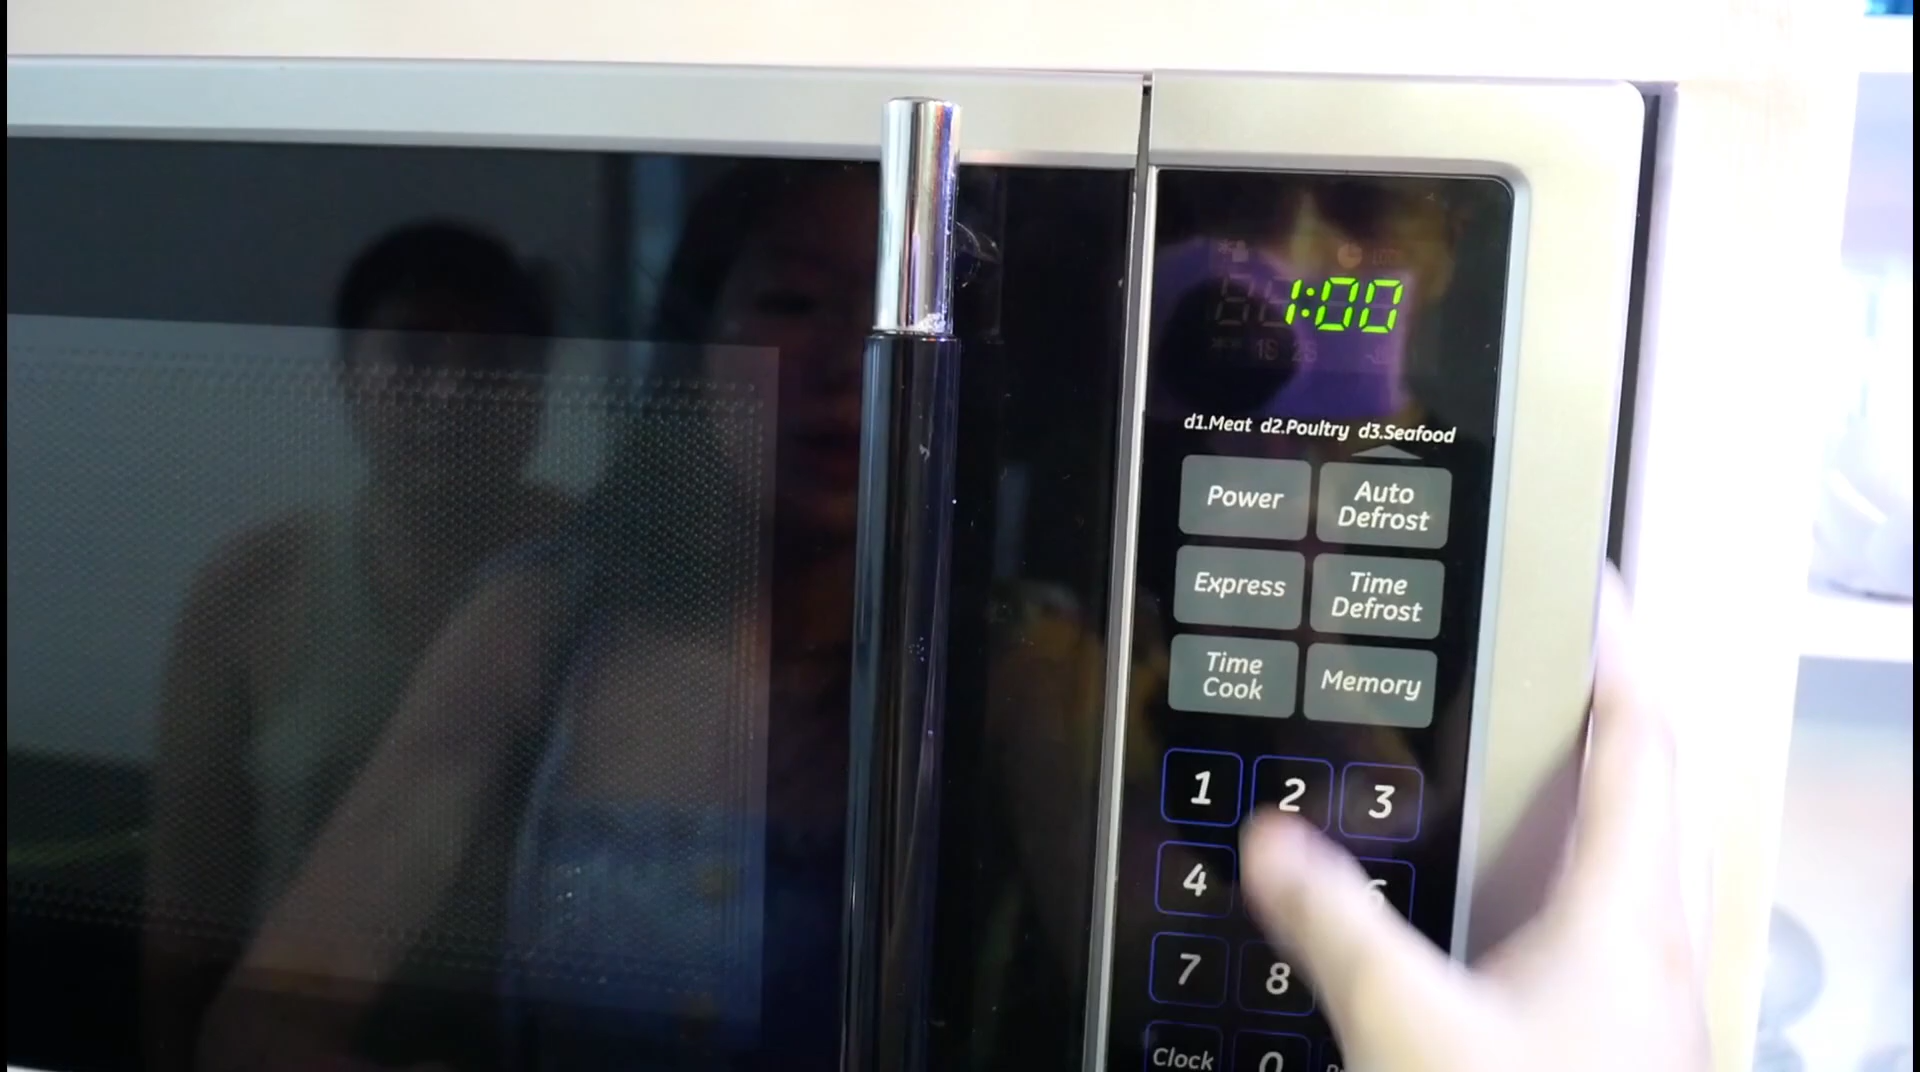 1:00
d1.Meat d2.Poultry d3.Seafood
Power
Auto
Defrost
Express
Time
Defrost
Time
Cook
Memory
1 2 3
4 6
7 8
Clock 0